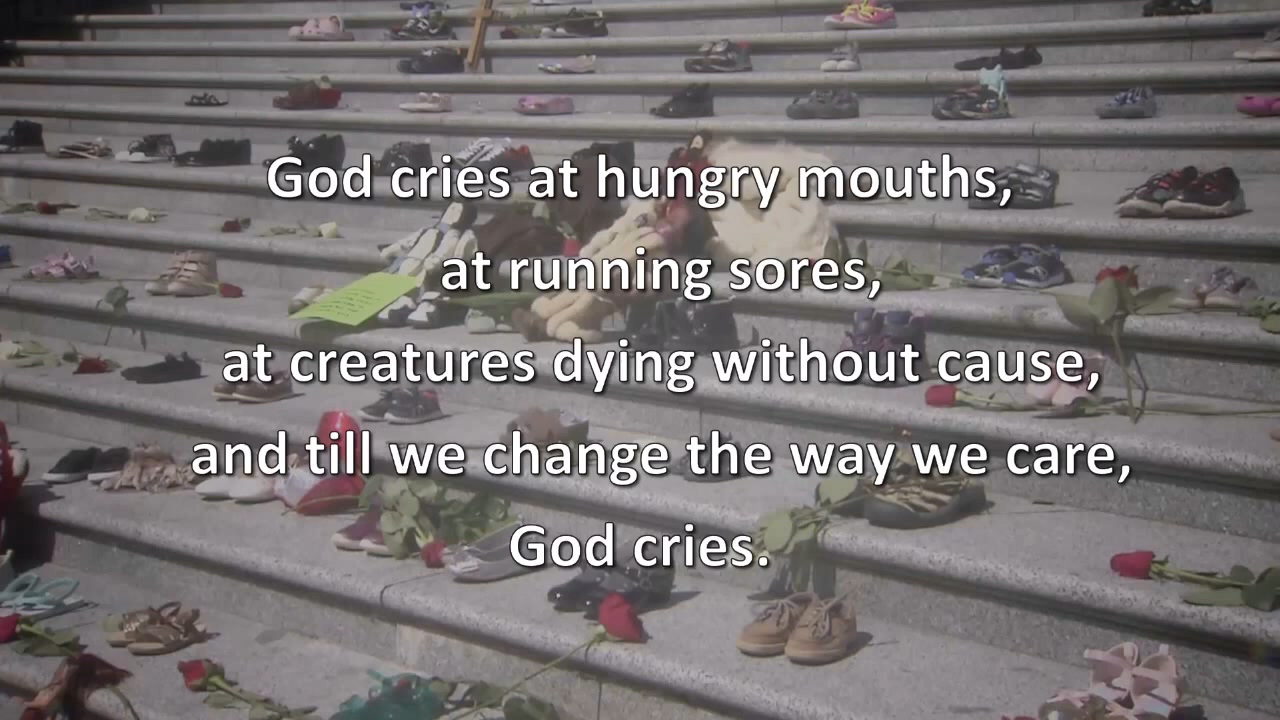 God cries at hungry mouths,
at running sores,
at creatures dying without cause,
and till we change the way we care,
God cries.